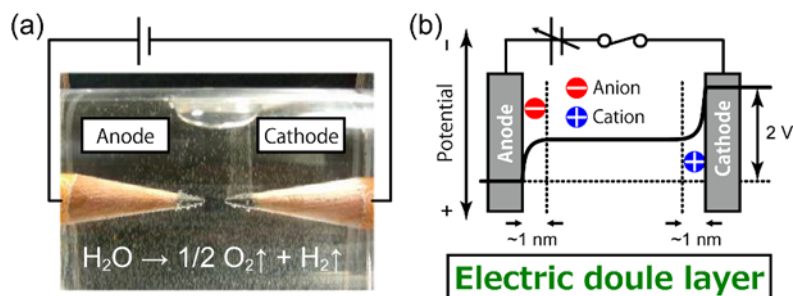 (a)
Anode
Cathode
H₂O → 1/2 O₂↑ + H₂↑
(b)
Potential
−
+
Anode
Anion
Cation
Cathode
2 V
~1 nm
~1 nm
Electric doule layer